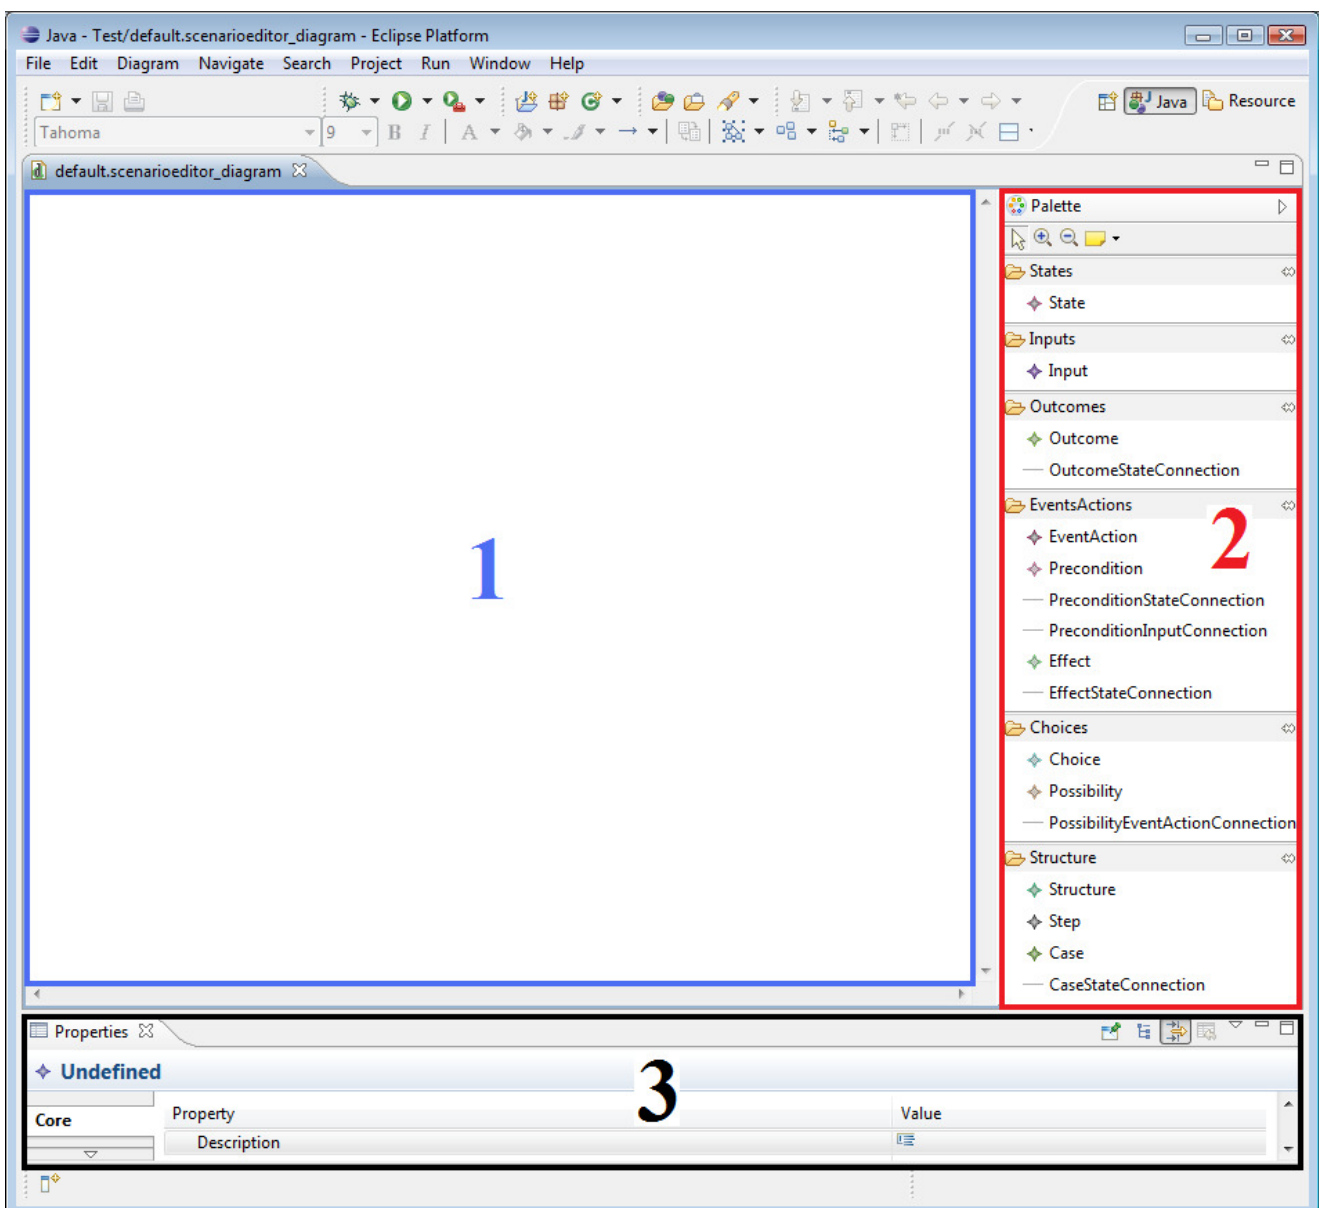 Java - Test/default.scenarioeditor_diagram - Eclipse Platform
File Edit Diagram Navigate Search Project Run Window Help
Java Resource
Tahoma 9 B I A
default.scenarioeditor_diagram
Palette
States
State
Inputs
Input
Outcomes
Outcome
OutcomeStateConnection
EventsActions
EventAction
Precondition
PreconditionStateConnection
PreconditionInputConnection
Effect
EffectStateConnection
Choices
Choice
Possibility
PossibilityEventActionConnection
Structure
Structure
Step
Case
CaseStateConnection
1
2
Properties
Undefined
3
Core
Property Value
Description